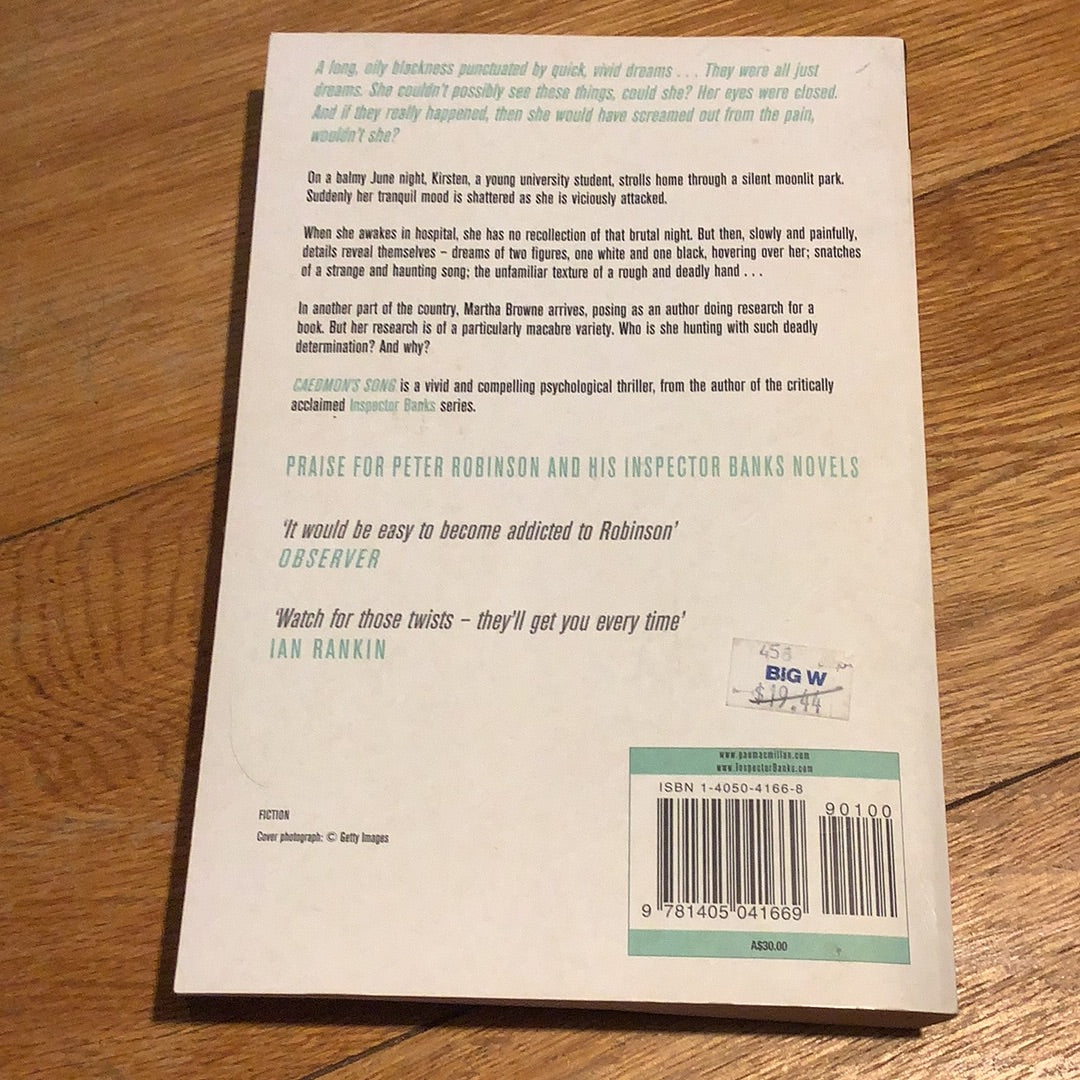 A long, oily blackness punctuated by quick, vivid dreams . . . They were all just
dreams. She couldn't possibly see these things, could she? Her eyes were closed.
And if they really happened, then she would have screamed out from the pain,
wouldn't she?
On a balmy June night, Kirsten, a young university student, strolls home through a silent moonlit park.
Suddenly her tranquil mood is shattered as she is viciously attacked.
When she awakes in hospital, she has no recollection of that brutal night. But then, slowly and painfully,
details reveal themselves – dreams of two figures, one white and one black, hovering over her; snatches
of a strange and haunting song; the unfamiliar texture of a rough and deadly hand . . .
In another part of the country, Martha Browne arrives, posing as an author doing research for a
book. But her research is of a particularly macabre variety. Who is she hunting with such deadly
determination? And why?
CAEDMON'S SONG is a vivid and compelling psychological thriller, from the author of the critically
acclaimed Inspector Banks series.
PRAISE FOR PETER ROBINSON AND HIS INSPECTOR BANKS NOVELS
'It would be easy to become addicted to Robinson'
OBSERVER
'Watch for those twists – they'll get you every time'
IAN RANKIN
BIG W
$19.44
www.panmacmillan.com
www.InspectorBanks.com
ISBN 1-4050-4166-8
90100
9 781405 041669
A$30.00
FICTION
Cover photograph: © Getty Images